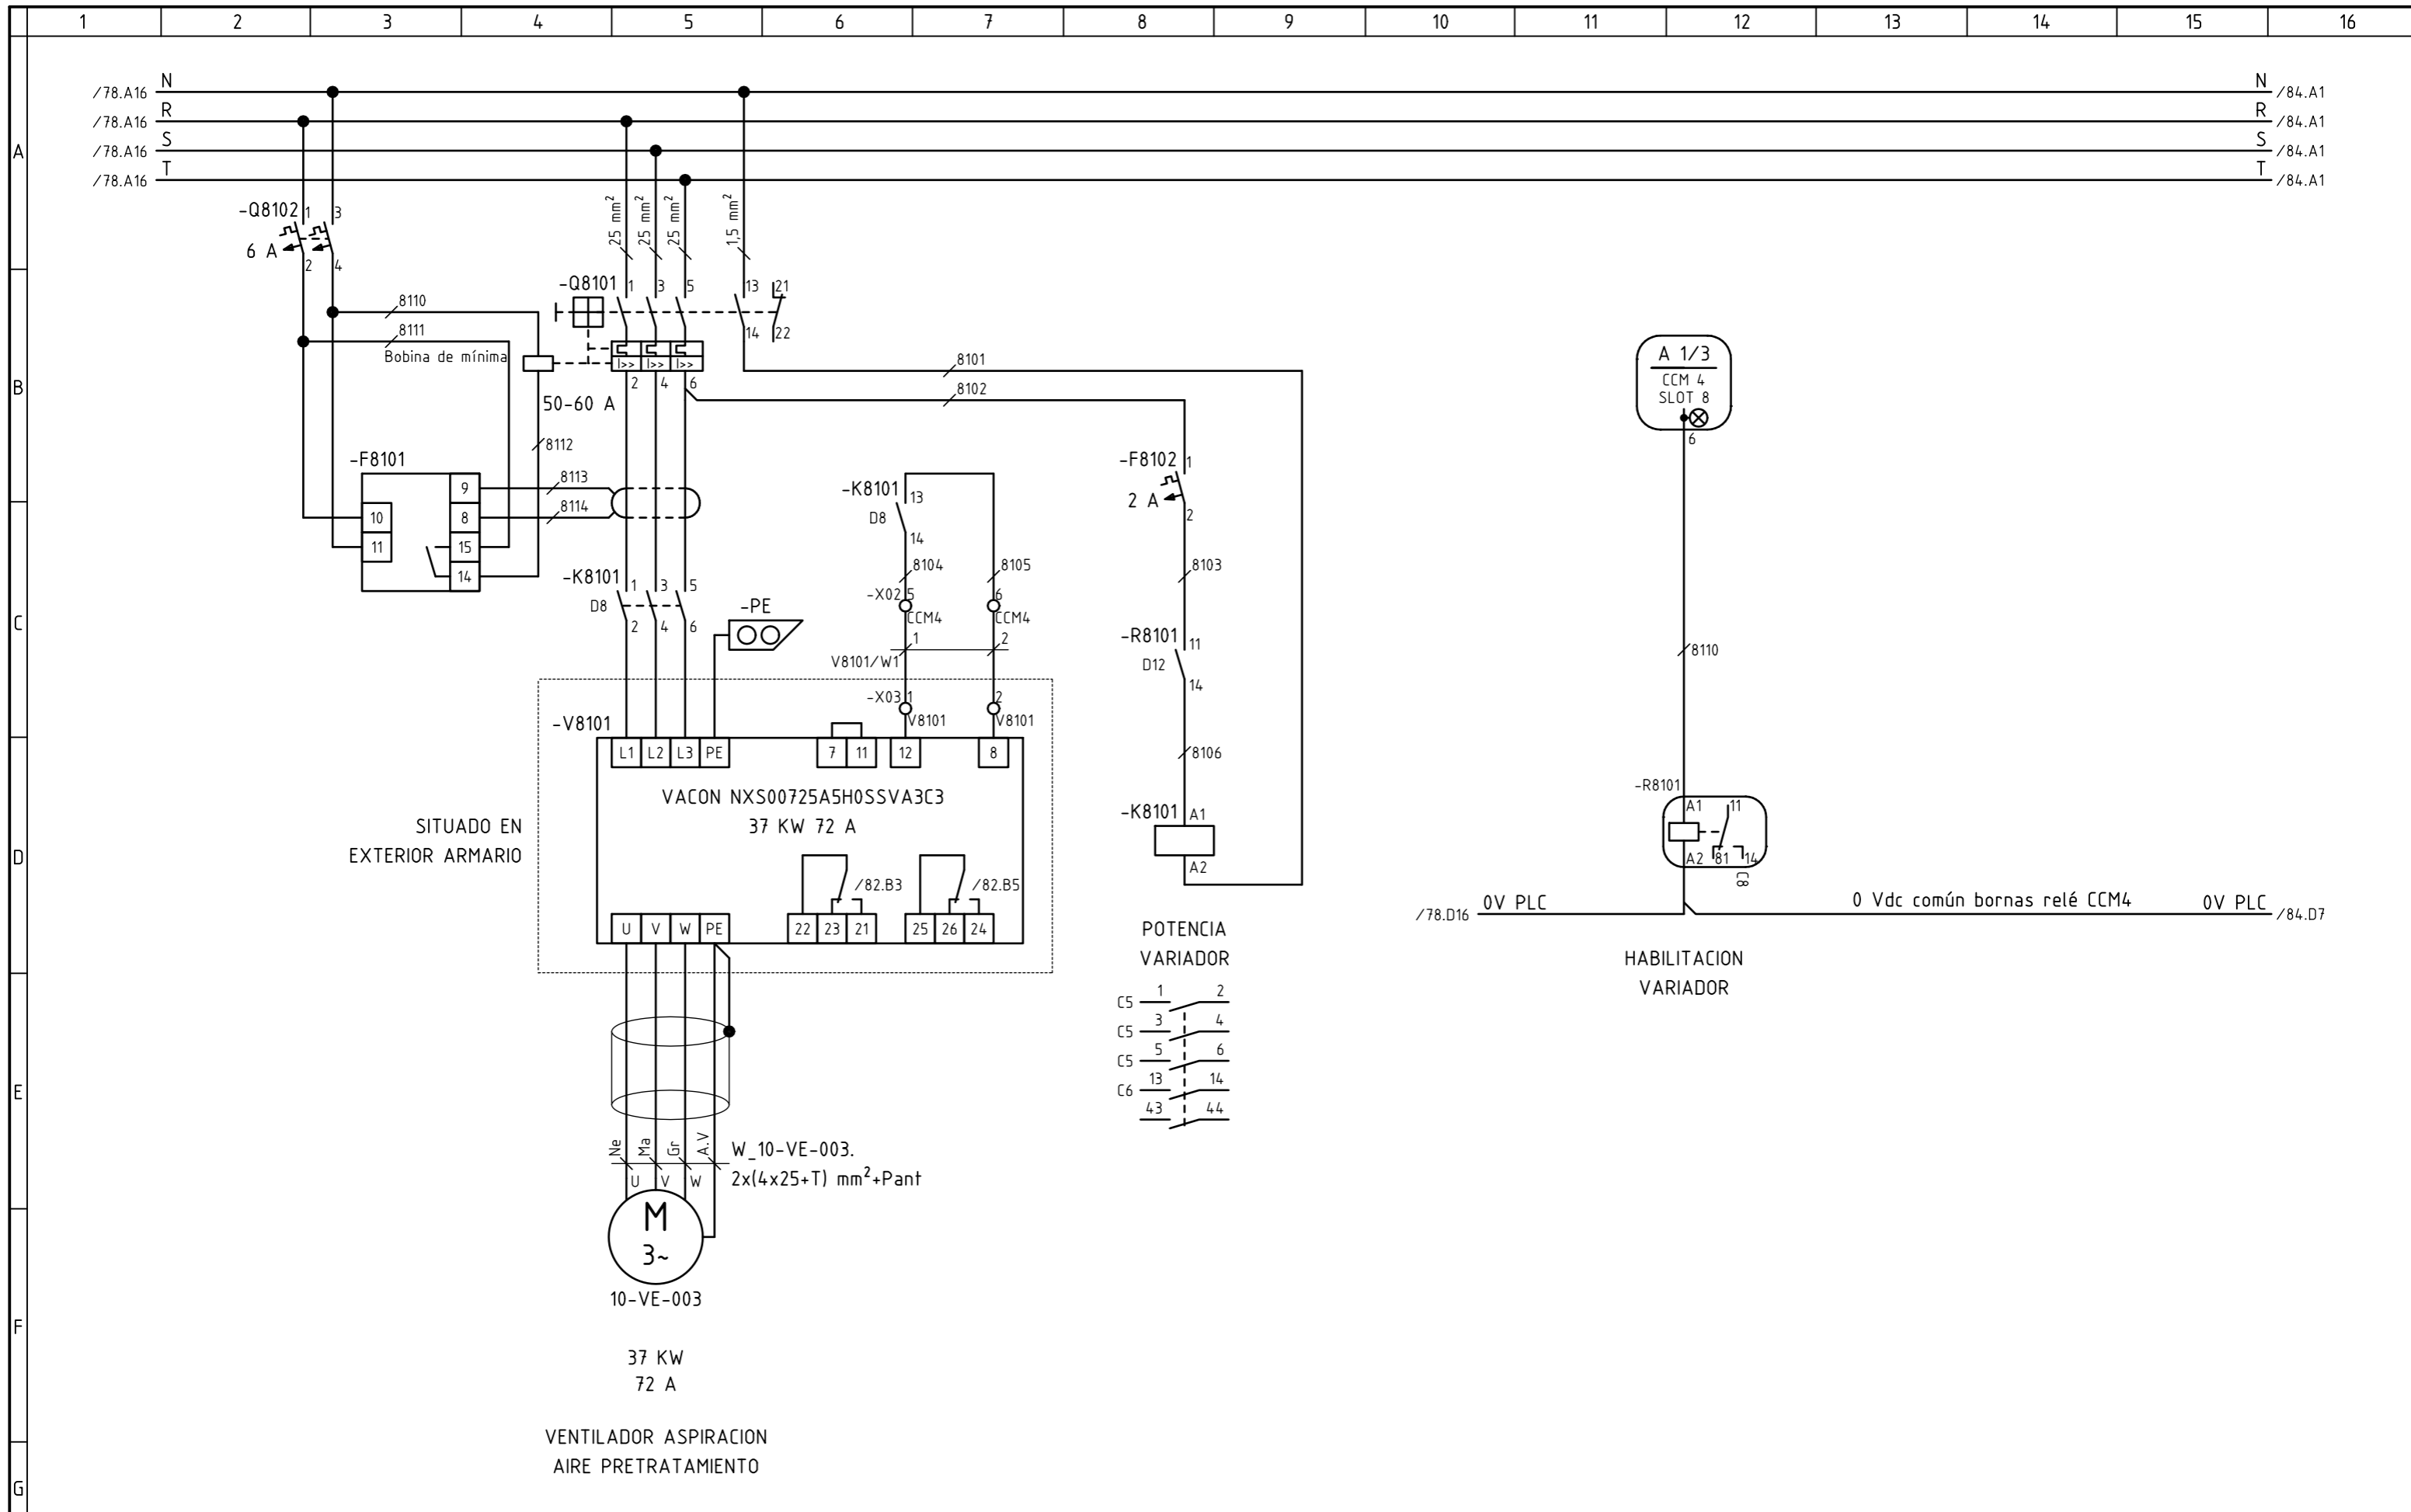 1 2 3 4 5 6 7 8 9 10 11 12 13 14 15 16
A
B
C
D
E
F
G
/78.A16 N
/78.A16 R
/78.A16 S
/78.A16 T
N /84.A1
R /84.A1
S /84.A1
T /84.A1
-Q8102 1 3
6 A
2 4
25 mm² 25 mm² 25 mm² 1,5 mm²
-Q8101 1 3 5 13 21
14 22
I>> I>> I>>
2 4 6
50-60 A
8110
8111
Bobina de mínima
8101
8102
8112
-F8101
9
8
15
14
10
11
8113
8114
-K8101 1 3 5
D8
2 4 6
-PE
-K8101 13
D8
14
8104 8105
-X02 5 6
CCM4 CCM4
1 2
V8101/W1
-X03 1 2
V8101 V8101
-F8102 1
2 A
2
8103
-R8101 11
D12
14
8106
-K8101 A1
A2
A 1/3
CCM 4
SLOT 8
6
8110
-R8101
A1 11
A2 81 14
C8
-V8101
L1 L2 L3 PE 7 11 12 8
VACON NXS00725A5H0SSVA3C3
37 KW 72 A
SITUADO EN
EXTERIOR ARMARIO
/82.B3 /82.B5
U V W PE 22 23 21 25 26 24
/78.D16 0V PLC
0 Vdc común bornas relé CCM4
0V PLC /84.D7
POTENCIA
VARIADOR
HABILITACION
VARIADOR
C5 1 2
C5 3 4
C5 5 6
C6 13 14
43 44
Ne Ma Gr A.V
W_10-VE-003.
2x(4x25+T) mm²+Pant
U V W
M
3~
10-VE-003
37 KW
72 A
VENTILADOR ASPIRACION
AIRE PRETRATAMIENTO